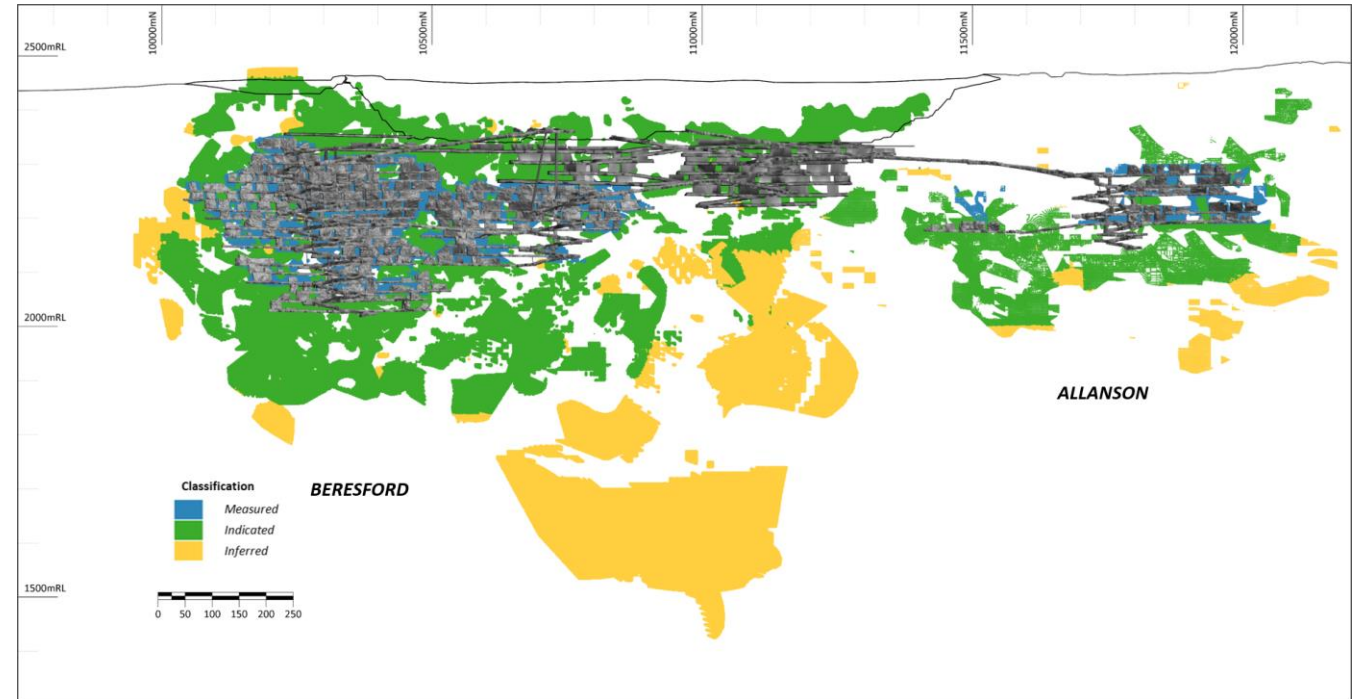 10000mN
10500mN
11000mN
11500mN
12000mN
2500mRL
2000mRL
ALLANSON
Classification
BERESFORD
Measured
Indicated
Inferred
1500mRL
0 50 100 150 200 250